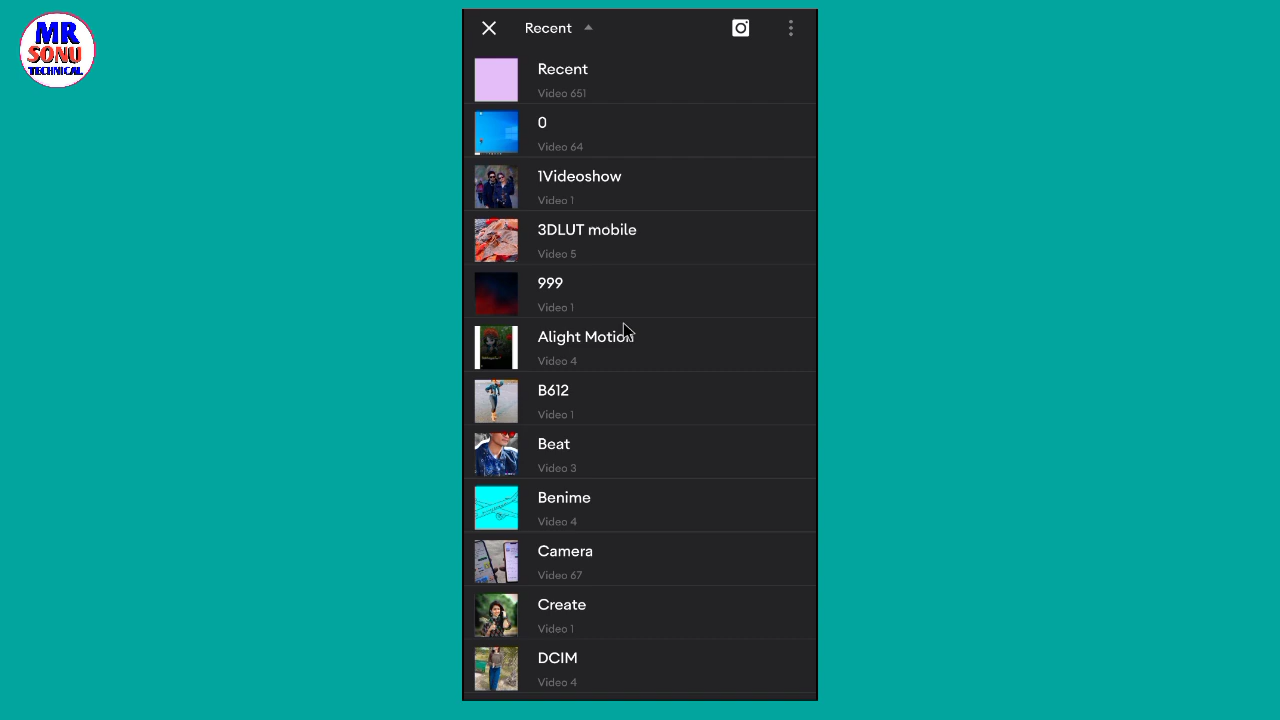 MR
SONU
TECHNICAL
Recent
Recent
Video 651
0
Video 64
1Videoshow
Video 1
3DLUT mobile
Video 5
999
Video 1
Alight Motion
Video 4
B612
Video 1
Beat
Video 3
Benime
Video 4
Camera
Video 67
Create
Video 1
DCIM
Video 4